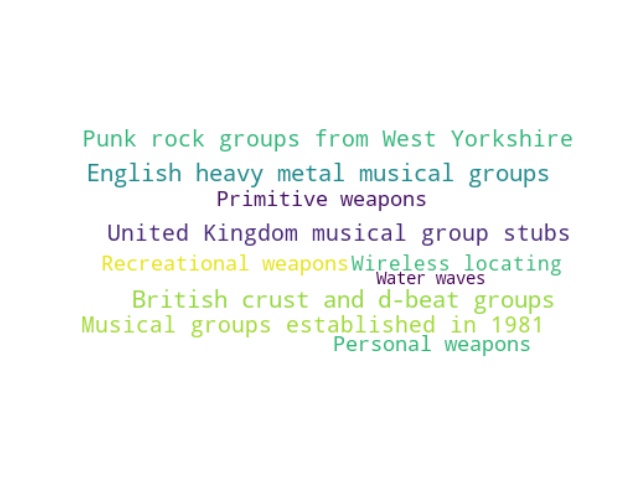 Punk rock groups from West Yorkshire
English heavy metal musical groups
Primitive weapons
United Kingdom musical group stubs
Recreational weapons Wireless locating
Water waves
British crust and d-beat groups
Musical groups established in 1981
Personal weapons